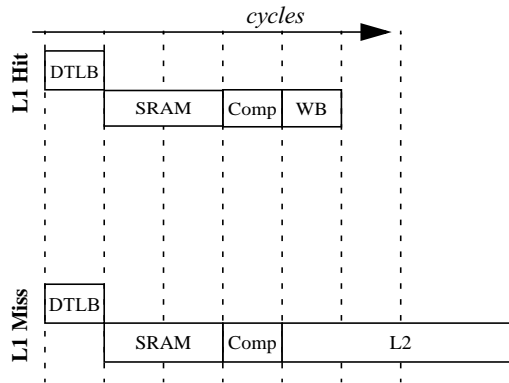 cycles
L1 Hit
DTLB
SRAM Comp WB
L1 Miss
DTLB
SRAM Comp L2